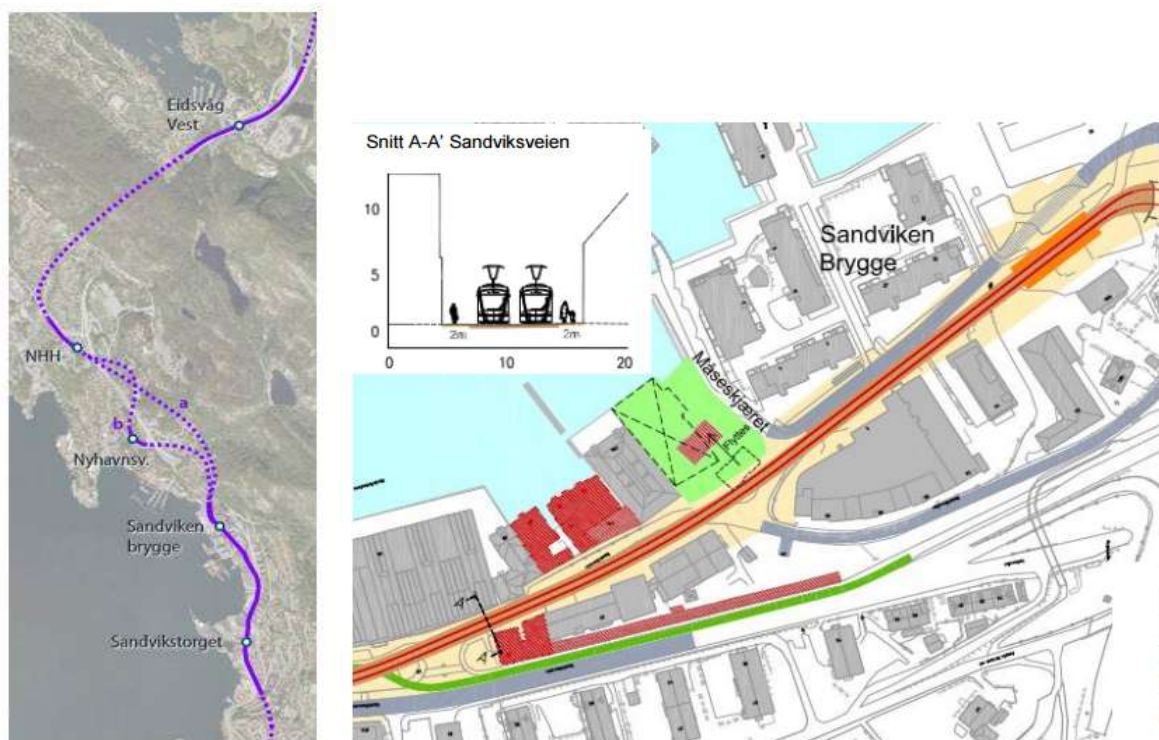 Eidsvåg
Vest
NHH
a
b
Nyhavnsv.
Sandviken
brygge
Sandvikstorget
Snitt A-A' Sandviksveien
10
5
0
2m
2m
0
10
20
Sandviken
Brygge
Måseskjæret
Flyttes
A
A'